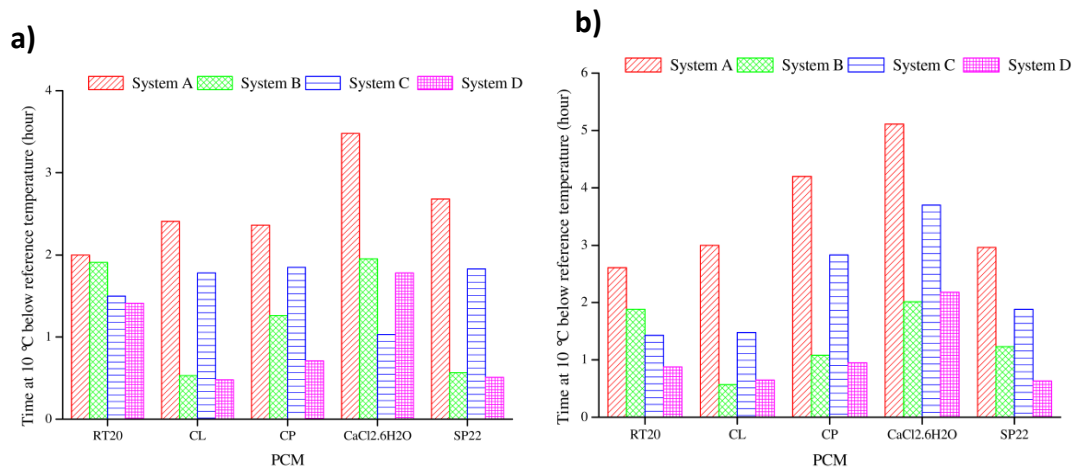 a)
System A System B System C System D
Time at 10 °C below reference temperature (hour)
4
3
2
1
0
RT20 CL CP CaCl2.6H2O SP22
PCM
b)
System A System B System C System D
Time at 10 °C below reference temperature (hour)
6
5
4
3
2
1
0
RT20 CL CP CaCl2.6H2O SP22
PCM